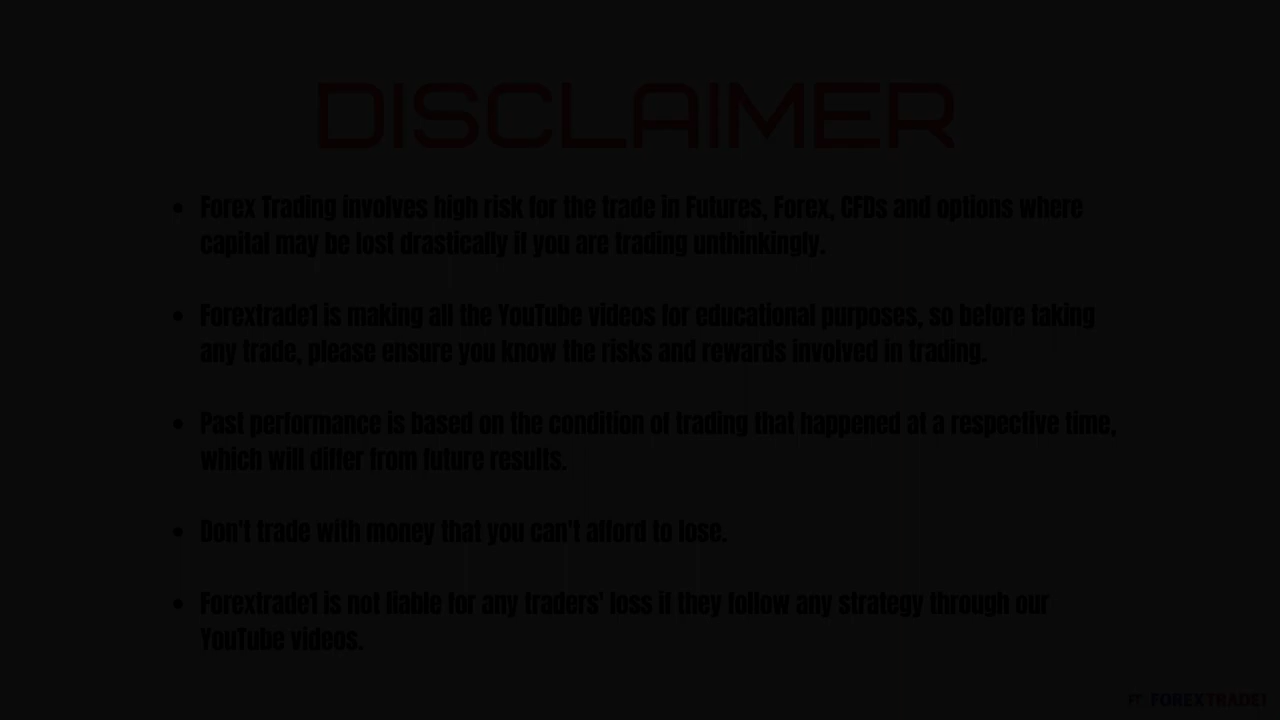 DISCLAIMER
• Forex Trading involves high risk for the trade in Futures, Forex, CFDs and options where
capital may be lost drastically if you are trading unthinkingly.
• Forextrade1 is making all the YouTube videos for educational purposes, so before taking
any trade, please ensure you know the risks and rewards involved in trading.
• Past performance is based on the condition of trading that happened at a respective time,
which will differ from future results.
• Don't trade with money that you can't afford to lose.
• Forextrade1 is not liable for any traders' loss if they follow any strategy through our
YouTube videos.
FOREXTRADE1